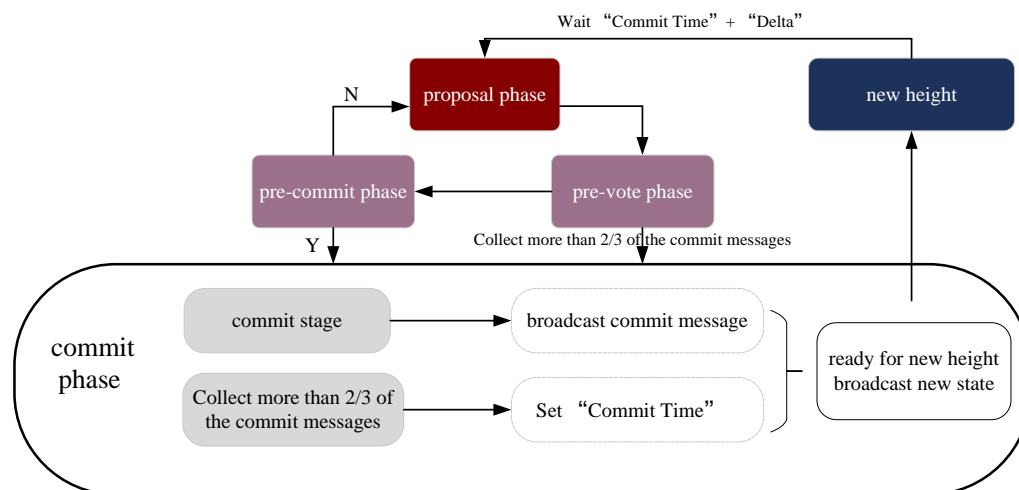 Wait “Commit Time” + “Delta”
N
proposal phase
new height
pre-commit phase
pre-vote phase
Y
Collect more than 2/3 of the commit messages
commit
phase
commit stage
broadcast commit message
ready for new height
broadcast new state
Collect more than 2/3 of
the commit messages
Set “Commit Time”